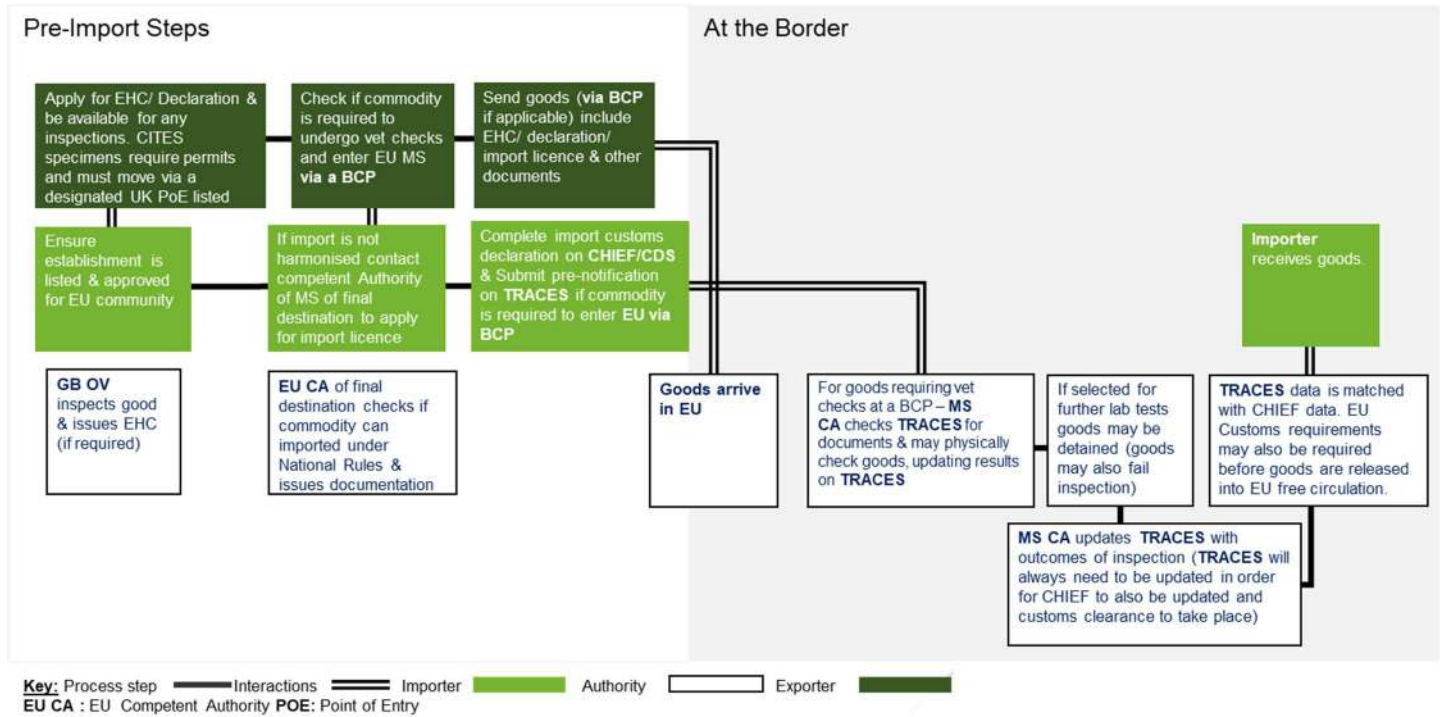 Pre-Import Steps
At the Border
Apply for EHC/ Declaration &
be available for any
inspections. CITES
specimens require permits
and must move via a
designated UK PoE listed
Check if commodity
is required to
undergo vet checks
and enter EU MS
via a BCP
Send goods (via BCP
if applicable) include
EHC/ declaration/
import licence & other
documents
Ensure
establishment is
listed & approved
for EU community
If import is not
harmonised contact
competent Authority
of MS of final
destination to apply
for import licence
Complete import customs
declaration on CHIEF/CDS
& Submit pre-notification
on TRACES if commodity
is required to enter EU via
BCP
Importer
receives goods.
GB OV
inspects good
& issues EHC
(if required)
EU CA of final
destination checks if
commodity can
imported under
National Rules &
issues documentation
Goods arrive
in EU
For goods requiring vet
checks at a BCP – MS
CA checks TRACES for
documents & may physically
check goods, updating results
on TRACES
If selected for
further lab tests
goods may be
detained (goods
may also fail
inspection)
TRACES data is matched
with CHIEF data. EU
Customs requirements
may also be required
before goods are released
into EU free circulation.
MS CA updates TRACES with
outcomes of inspection (TRACES will
always need to be updated in order
for CHIEF to also be updated and
customs clearance to take place)
Key: Process step Interactions Importer Authority Exporter
EU CA : EU Competent Authority POE: Point of Entry